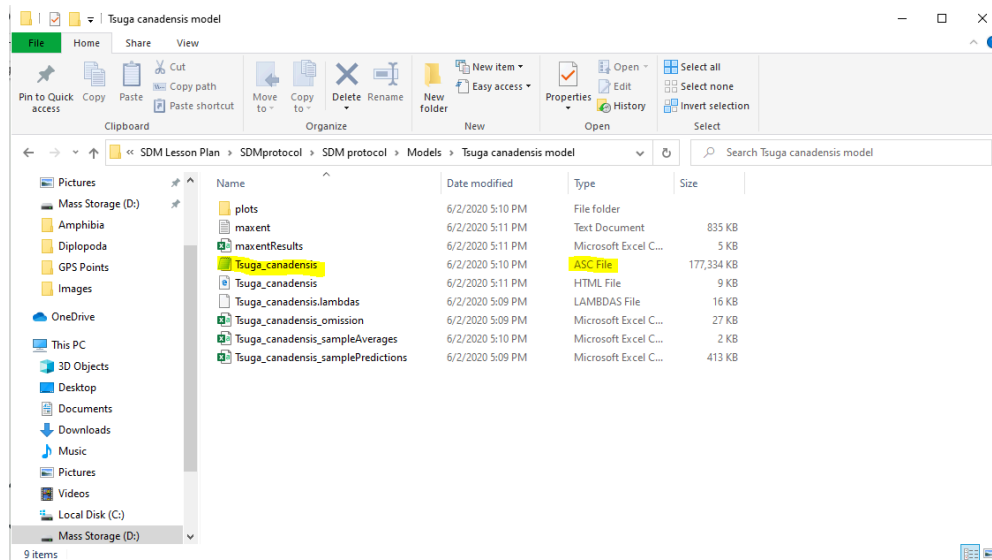 Tsuga canadensis model
File Home Share View
Pin to Quick access
Copy
Paste
Cut
Copy path
Paste shortcut
Clipboard
Move to
Copy to
Delete
Rename
Organize
New folder
New item
Easy access
New
Properties
Open
Edit
History
Open
Select all
Select none
Invert selection
Select
« SDM Lesson Plan > SDMprotocol > SDM protocol > Models > Tsuga canadensis model
Search Tsuga canadensis model
Pictures
Mass Storage (D:)
Amphibia
Diplopoda
GPS Points
Images
OneDrive
This PC
3D Objects
Desktop
Documents
Downloads
Music
Pictures
Videos
Local Disk (C:)
Mass Storage (D:)
Name Date modified Type Size
plots 6/2/2020 5:10 PM File folder
maxent 6/2/2020 5:11 PM Text Document 835 KB
maxentResults 6/2/2020 5:11 PM Microsoft Excel C... 5 KB
Tsuga_canadensis 6/2/2020 5:10 PM ASC File 177,334 KB
Tsuga_canadensis 6/2/2020 5:11 PM HTML File 9 KB
Tsuga_canadensis.lambdas 6/2/2020 5:09 PM LAMBDAS File 16 KB
Tsuga_canadensis_omission 6/2/2020 5:09 PM Microsoft Excel C... 27 KB
Tsuga_canadensis_sampleAverages 6/2/2020 5:10 PM Microsoft Excel C... 2 KB
Tsuga_canadensis_samplePredictions 6/2/2020 5:09 PM Microsoft Excel C... 413 KB
9 items